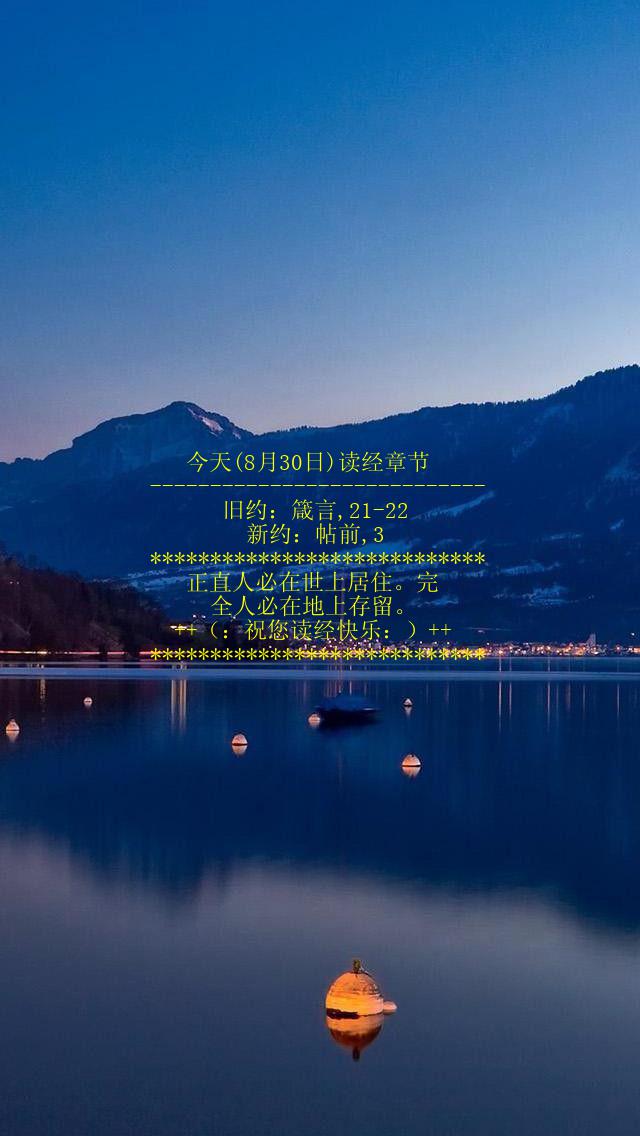 今天(8月30日)读经章节
----------------------------
旧约：箴言,21-22
新约：帖前,3
****************************
正直人必在世上居住。完
全人必在地上存留。
++（：祝您读经快乐：）++
****************************